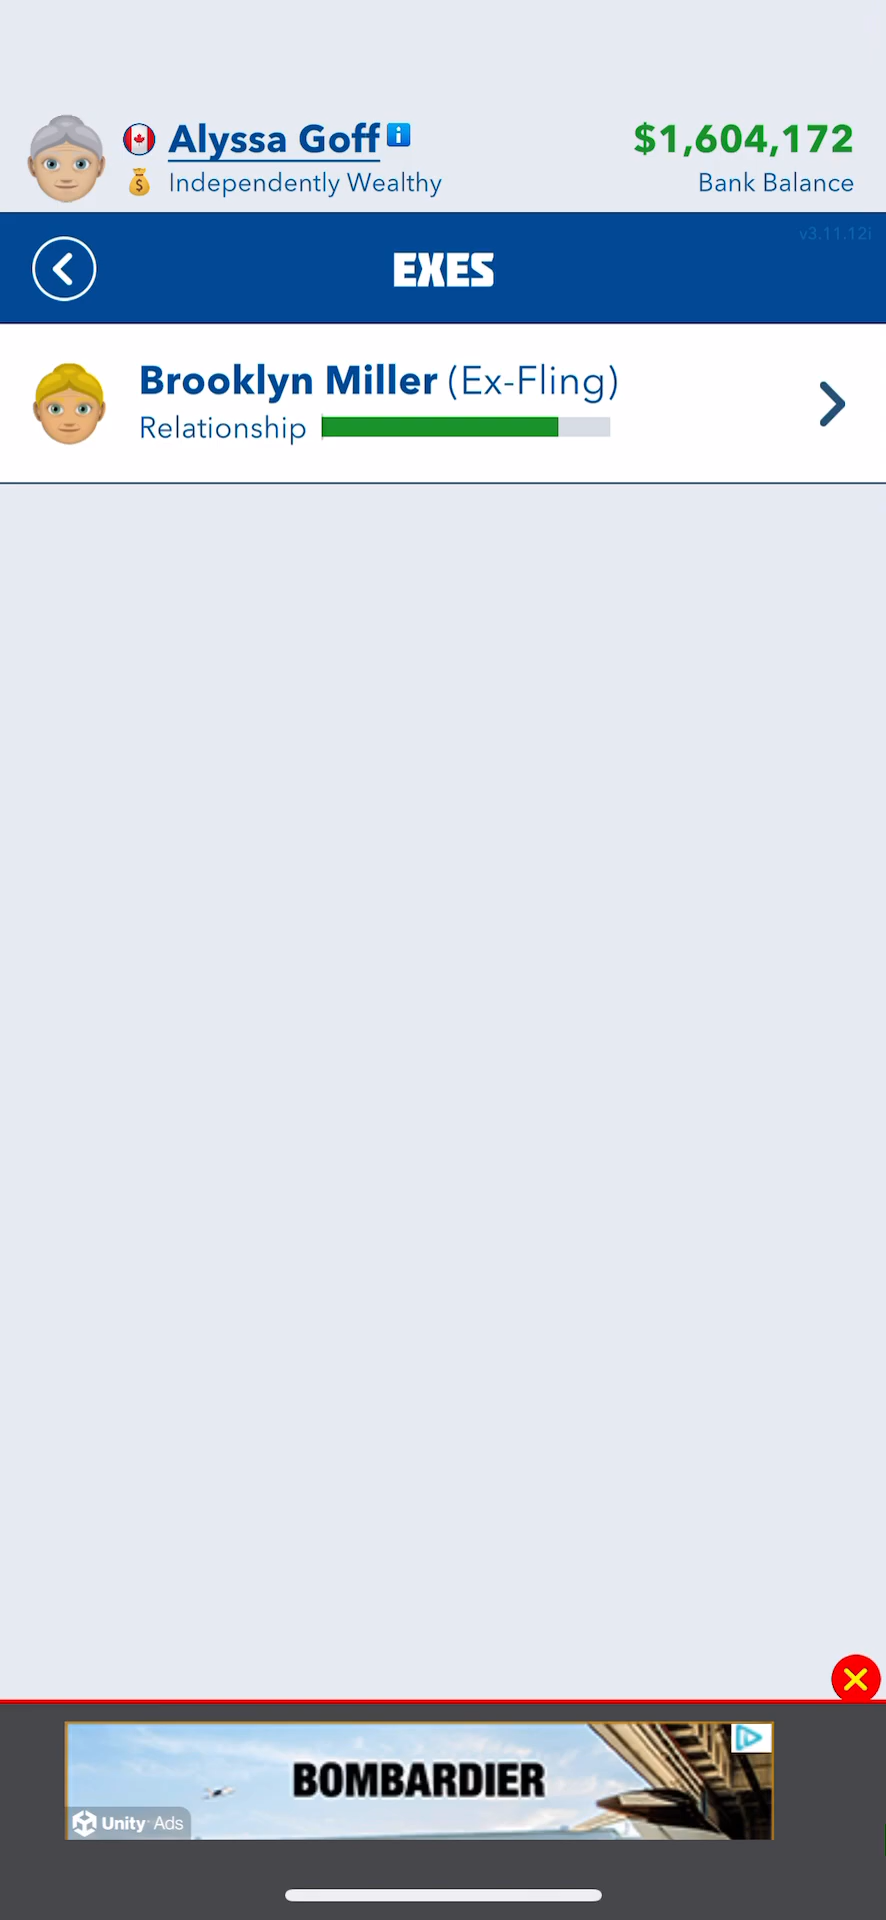 Alyssa Goff
$1,604,172
Independently Wealthy
Bank Balance
v3.11.12i
EXES
Brooklyn Miller (Ex-Fling)
Relationship
BOMBARDIER
Unity Ads